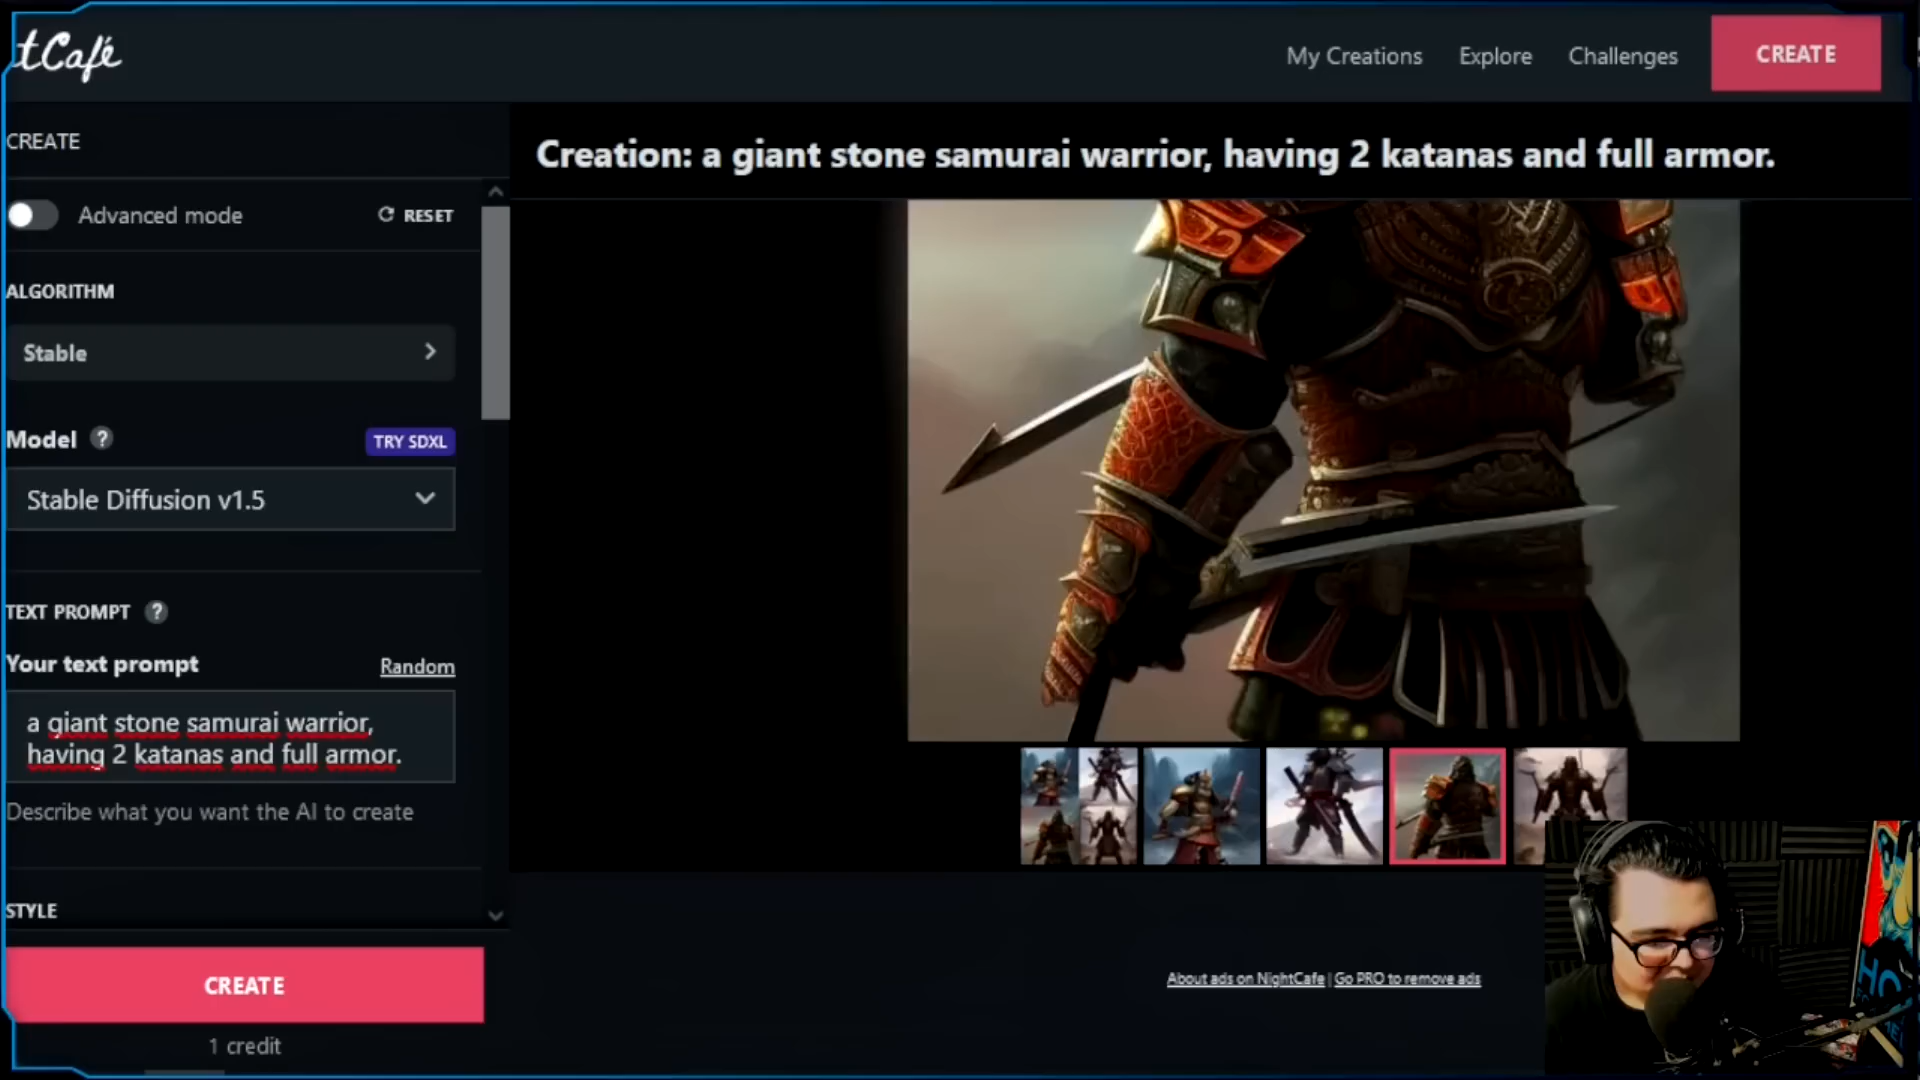 tCafé
My Creations
Explore
Challenges
CREATE
CREATE
Advanced mode
RESET
ALGORITHM
Stable
Model ?
TRY SDXL
Stable Diffusion v1.5
TEXT PROMPT ?
Your text prompt
Random
a giant stone samurai warrior,
having 2 katanas and full armor.
Describe what you want the AI to create
STYLE
CREATE
1 credit
Creation: a giant stone samurai warrior, having 2 katanas and full armor.
About ads on NightCafe | Go PRO to remove ads